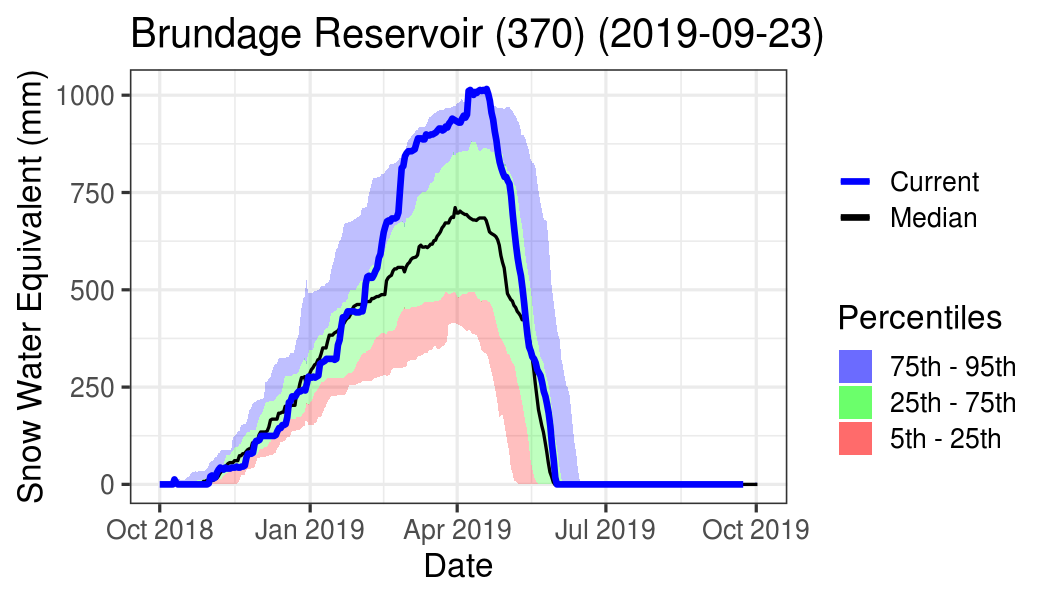 Brundage Reservoir (370) (2019-09-23)
Snow Water Equivalent (mm)
1000
750
500
250
0
Oct 2018
Jan 2019
Apr 2019
Jul 2019
Oct 2019
Date
Current
Median
Percentiles
75th - 95th
25th - 75th
5th - 25th